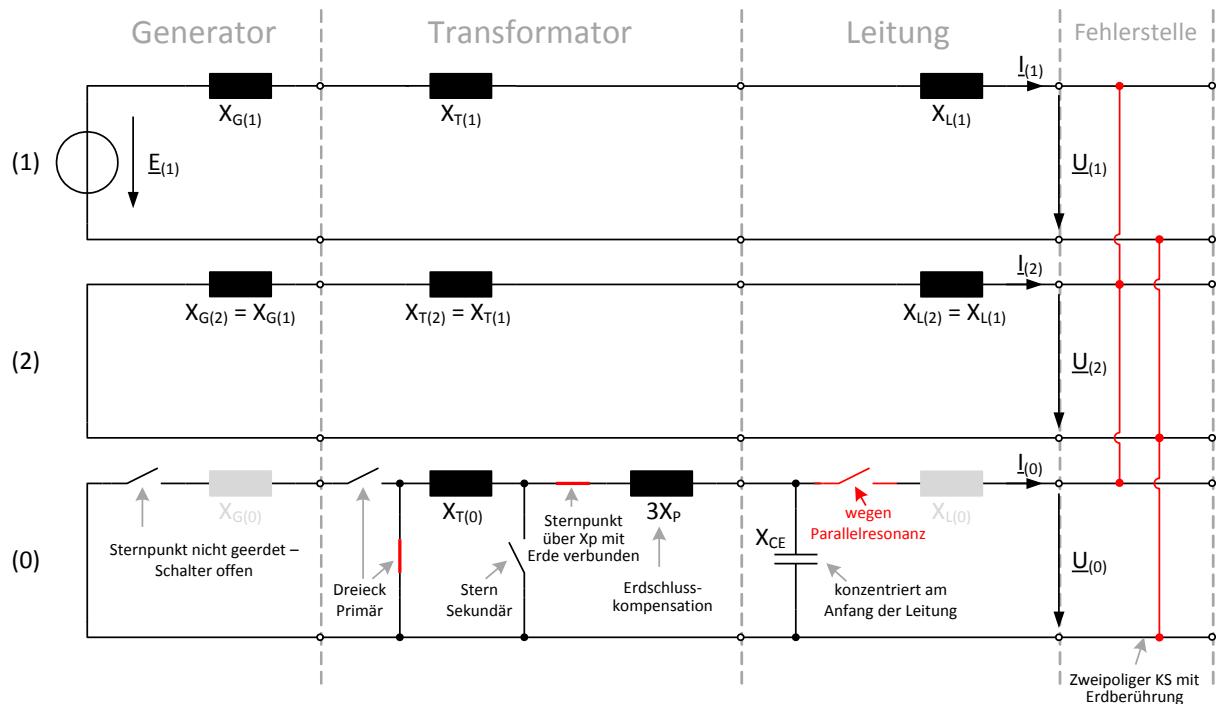 Generator
Transformator
Leitung
Fehlerstelle
I(1)
XG(1)
XT(1)
XL(1)
(1)
E(1)
U(1)
I(2)
XG(2) = XG(1)
XT(2) = XT(1)
XL(2) = XL(1)
(2)
U(2)
I(0)
XG(0)
XT(0)
3XP
XL(0)
Sternpunkt nicht geerdet –
Schalter offen
Sternpunkt
über Xp mit
Erde verbunden
wegen
Parallelresonanz
XCE
(0)
Dreieck
Primär
Stern
Sekundär
Erdschluss-
kompensation
konzentriert am
Anfang der Leitung
U(0)
Zweipoliger KS mit
Erdberührung